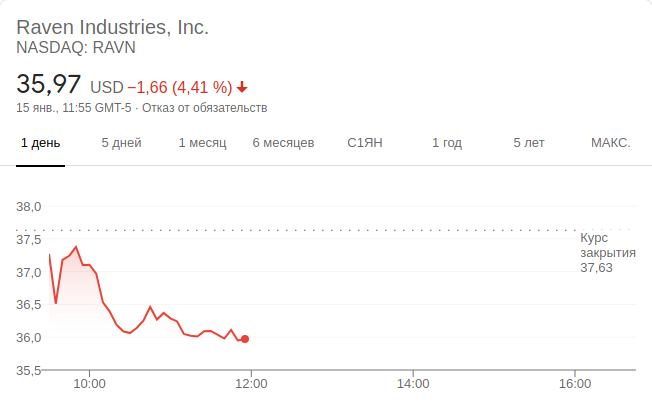 Raven Industries, Inc.
NASDAQ: RAVN
35,97 USD −1,66 (4,41 %)
15 янв., 11:55 GMT-5 · Отказ от обязательств
1 день 5 дней 1 месяц 6 месяцев С1ЯН 1 год 5 лет МАКС.
38,0
37,5
Курс
закрытия
37,63
37,0
36,5
36,0
35,5
10:00 12:00 14:00 16:00